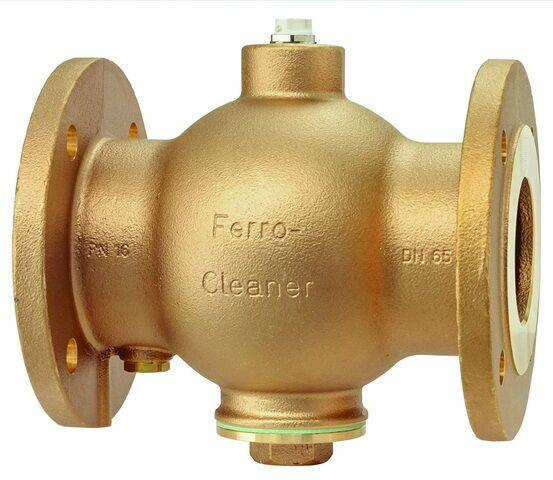 Ferro-
Cleaner
PN 16
DN 65